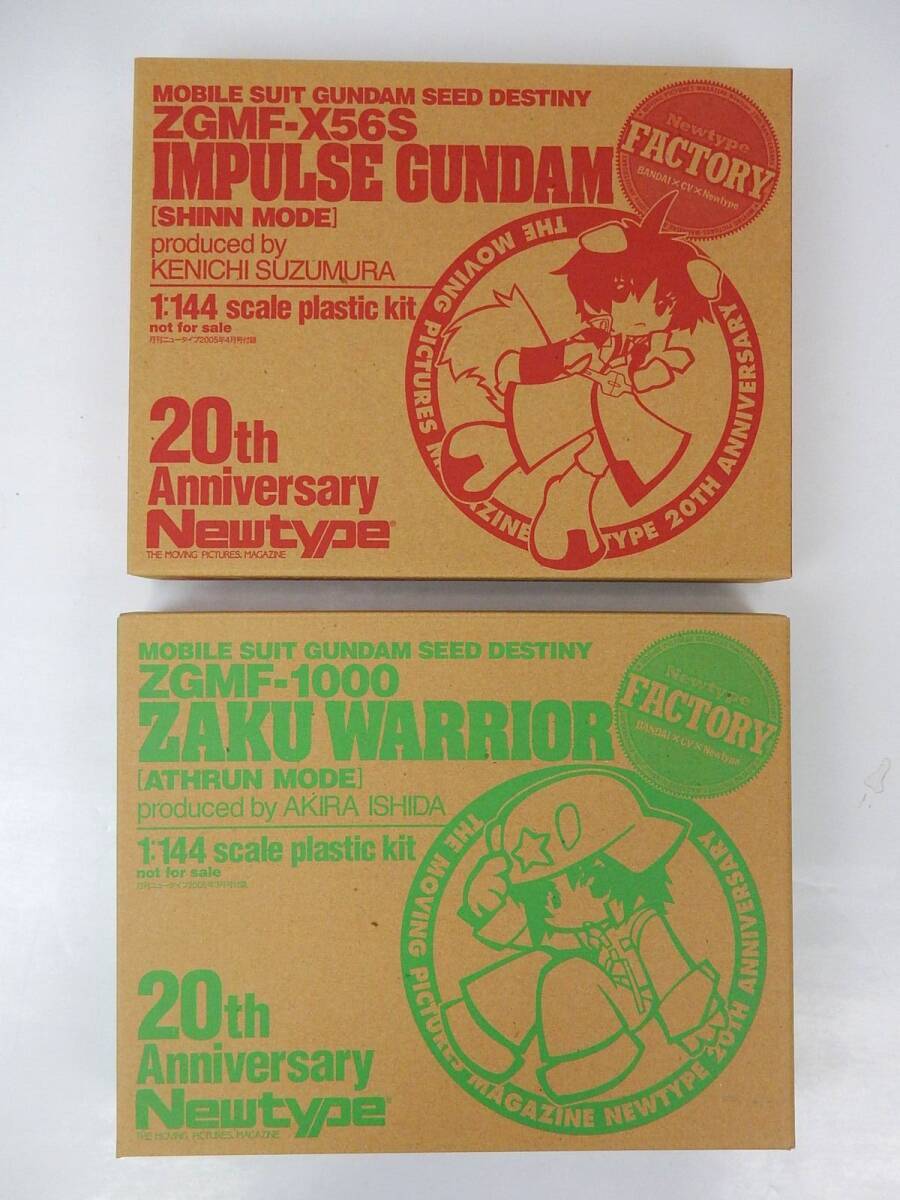 MOBILE SUIT GUNDAM SEED DESTINY
ZGMF-X56S
IMPULSE GUNDAM
[SHINN MODE]
produced by
KENICHI SUZUMURA
1:144 scale plastic kit
not for sale
月刊ニュータイプ2005年4月号付録
Newtype
FACTORY
BANDAI×CV×Newtype
THE MOVING PICTURES
20TH ANNIVERSARY
20th
Anniversary
Newtype
THE MOVING PICTURES. MAGAZINE
MOBILE SUIT GUNDAM SEED DESTINY
ZGMF-1000
ZAKU WARRIOR
[ATHRUN MODE]
produced by AKIRA ISHIDA
1:144 scale plastic kit
not for sale
Newtype
FACTORY
BANDAI×CV×Newtype
THE MOVING PICTURES MAGAZINE NEWTYPE 20TH ANNIVERSARY
20th
Anniversary
Newtype
THE MOVING PICTURES. MAGAZINE